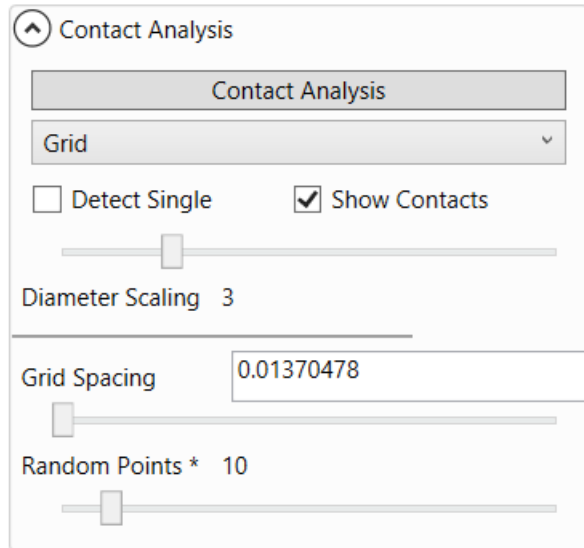 Contact Analysis
Contact Analysis
Grid
Detect Single Show Contacts
Diameter Scaling 3
Grid Spacing 0.01370478
Random Points * 10